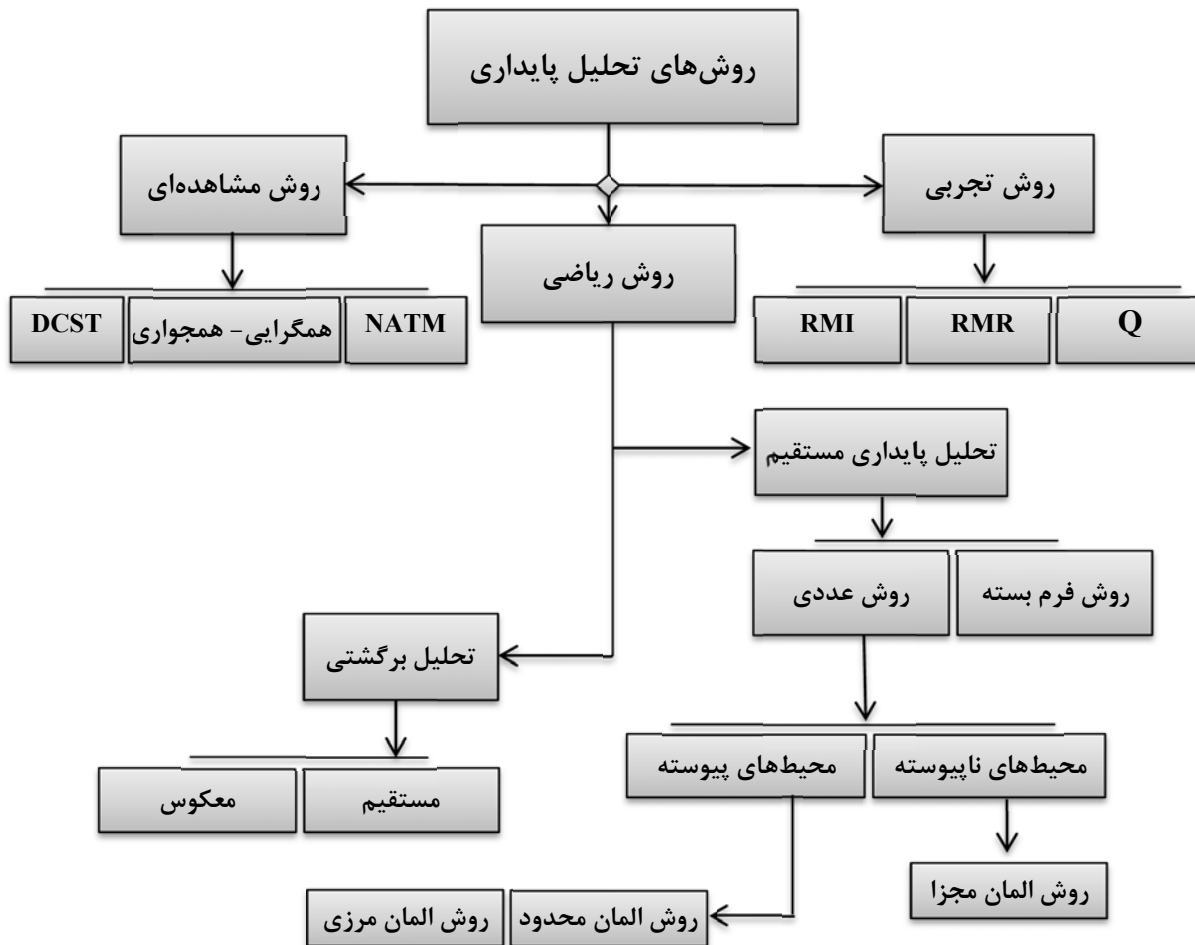 روش‌های تحلیل پایداری
روش تجربی
روش مشاهده‌ای
روش ریاضی
Q
RMR
RMI
NATM
همگرایی- همجواری
DCST
تحلیل پایداری مستقیم
روش فرم بسته
روش عددی
تحلیل برگشتی
محیط‌های ناپیوسته
محیط‌های پیوسته
مستقیم
معکوس
روش المان مجزا
روش المان محدود
روش المان مرزی